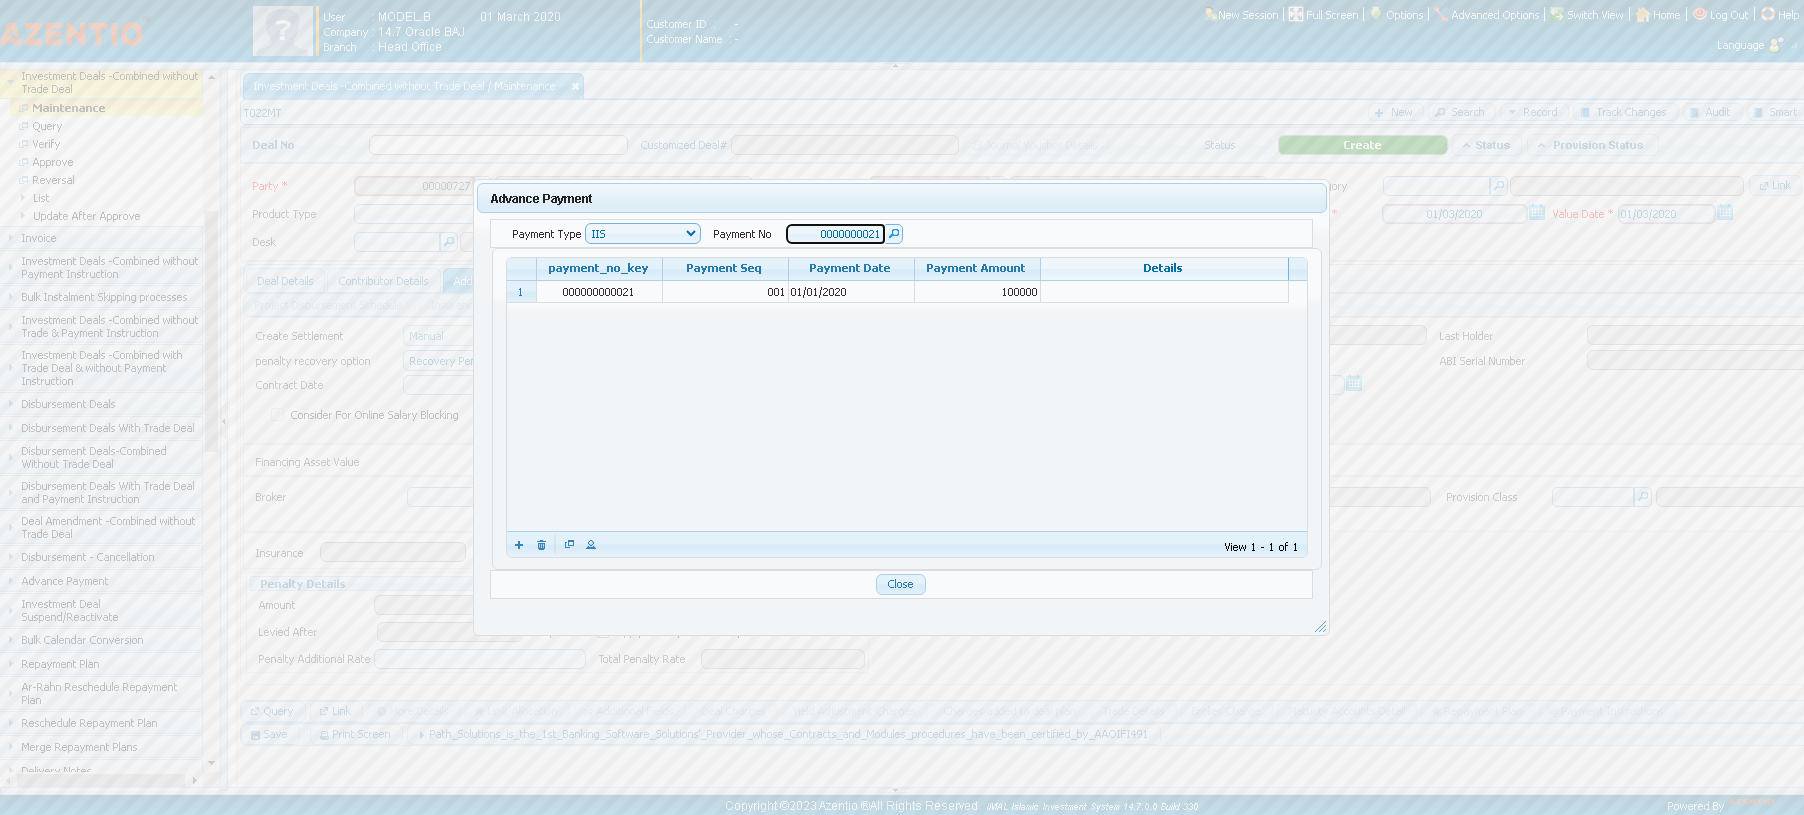 AZENTIO
User : MODEL.B 01 March 2020
Company : 14.7 Oracle BAJ
Branch : Head Office
Customer ID : -
Customer Name : -
New Session Full Screen Options Advanced Options Switch View Home Log Out Help
Language
Investment Deals -Combined without Trade Deal
Maintenance
Query
Verify
Approve
Reversal
List
Update After Approve
Invoice
Investment Deals -Combined without Payment Instruction
Bulk Instalment Skipping processes
Investment Deals -Combined without Trade & Payment Instruction
Investment Deals -Combined with Trade Deal & without Payment Instruction
Disbursement Deals
Disbursement Deals With Trade Deal
Disbursement Deals-Combined Without Trade Deal
Disbursement Deals With Trade Deal and Payment Instruction
Deal Amendment -Combined without Trade Deal
Disbursement - Cancellation
Advance Payment
Investment Deal Suspend/Reactivate
Bulk Calendar Conversion
Repayment Plan
Ar-Rahn Reschedule Repayment Plan
Reschedule Repayment Plan
Merge Repayment Plans
Delivery Notes
Investment Deals -Combined without Trade Deal / Maintenance
T022MT
New Search Record Track Changes Audit Smart
Deal No Customized Deal# Status Create Status Provision Status
Party * 00000727 Link
Product Type 01/03/2020 Value Date * 01/03/2020
Desk
Advance Payment
Payment Type IIS Payment No 0000000021
payment_no_key Payment Seq Payment Date Payment Amount Details
1 000000000021 001 01/01/2020 100000
View 1 - 1 of 1
Close
Deal Details Contributor Details Add
Create Settlement Manual Last Holder
penalty recovery option Recovery Pen ABI Serial Number
Contract Date
Consider For Online Salary Blocking
Financing Asset Value
Broker Provision Class
Insurance
Penalty Details
Amount
Levied After
Penalty Additional Rate Total Penalty Rate
Query Link
Save Print Screen Path_Solutions_is_the_1st_Banking_Software_Solutions'_Provider_whose_Contracts_and_Modules_procedures_have_been_certified_by_AAOIFI491
Copyright ©2023 Azentio ®All Rights Reserved iMAL Islamic Investment System 14.7.0.0 Build 330
Powered By